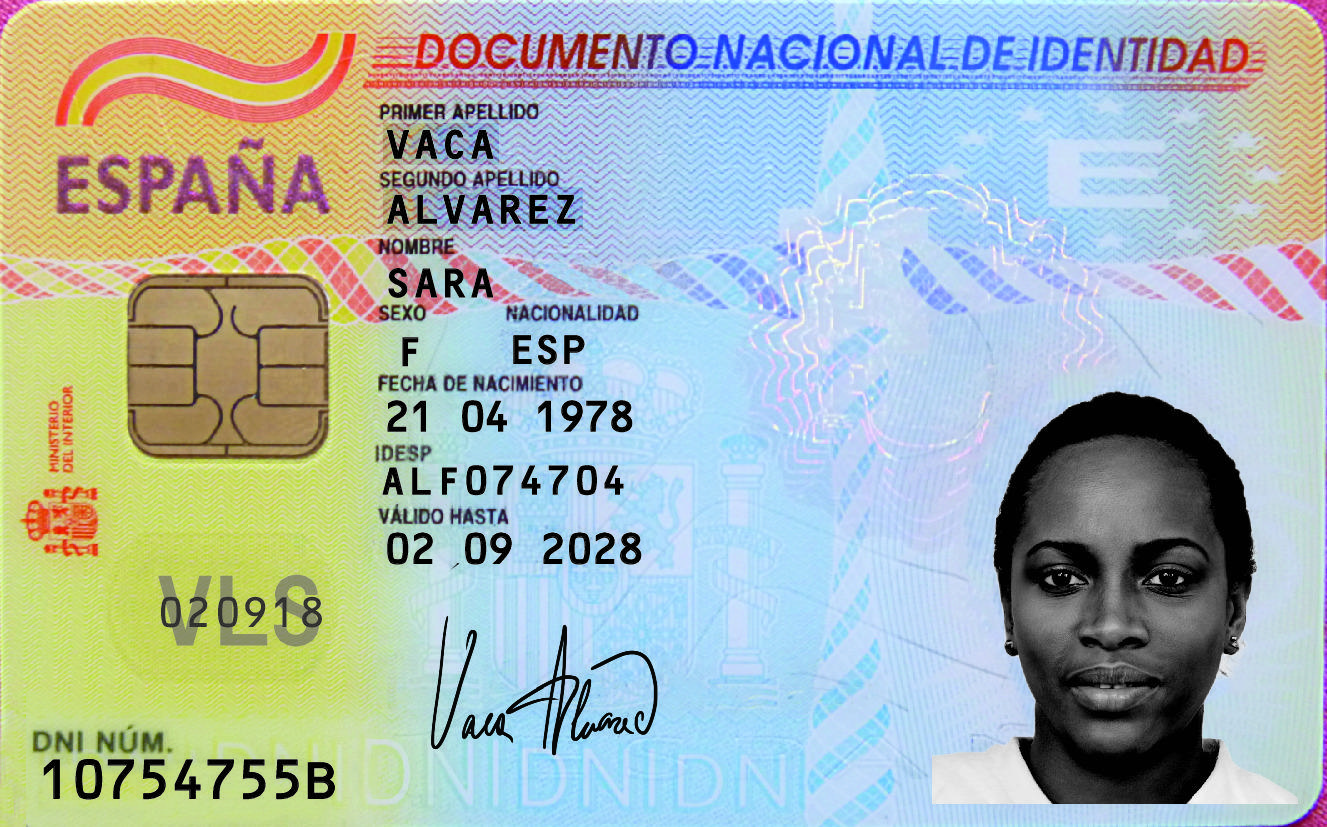 DOCUMENTO NACIONAL DE IDENTIDAD
ESPAÑA
PRIMER APELLIDO
VACA
SEGUNDO APELLIDO
ALVAREZ
NOMBRE
SARA
SEXO NACIONALIDAD
F ESP
FECHA DE NACIMIENTO
21 04 1978
IDESP
ALF074704
VÁLIDO HASTA
02 09 2028
MINISTERIO
DEL INTERIOR
E
VLS
020918
Vaca Alvarez
DNI NÚM.
10754755B
DNIDNIDNIDNI